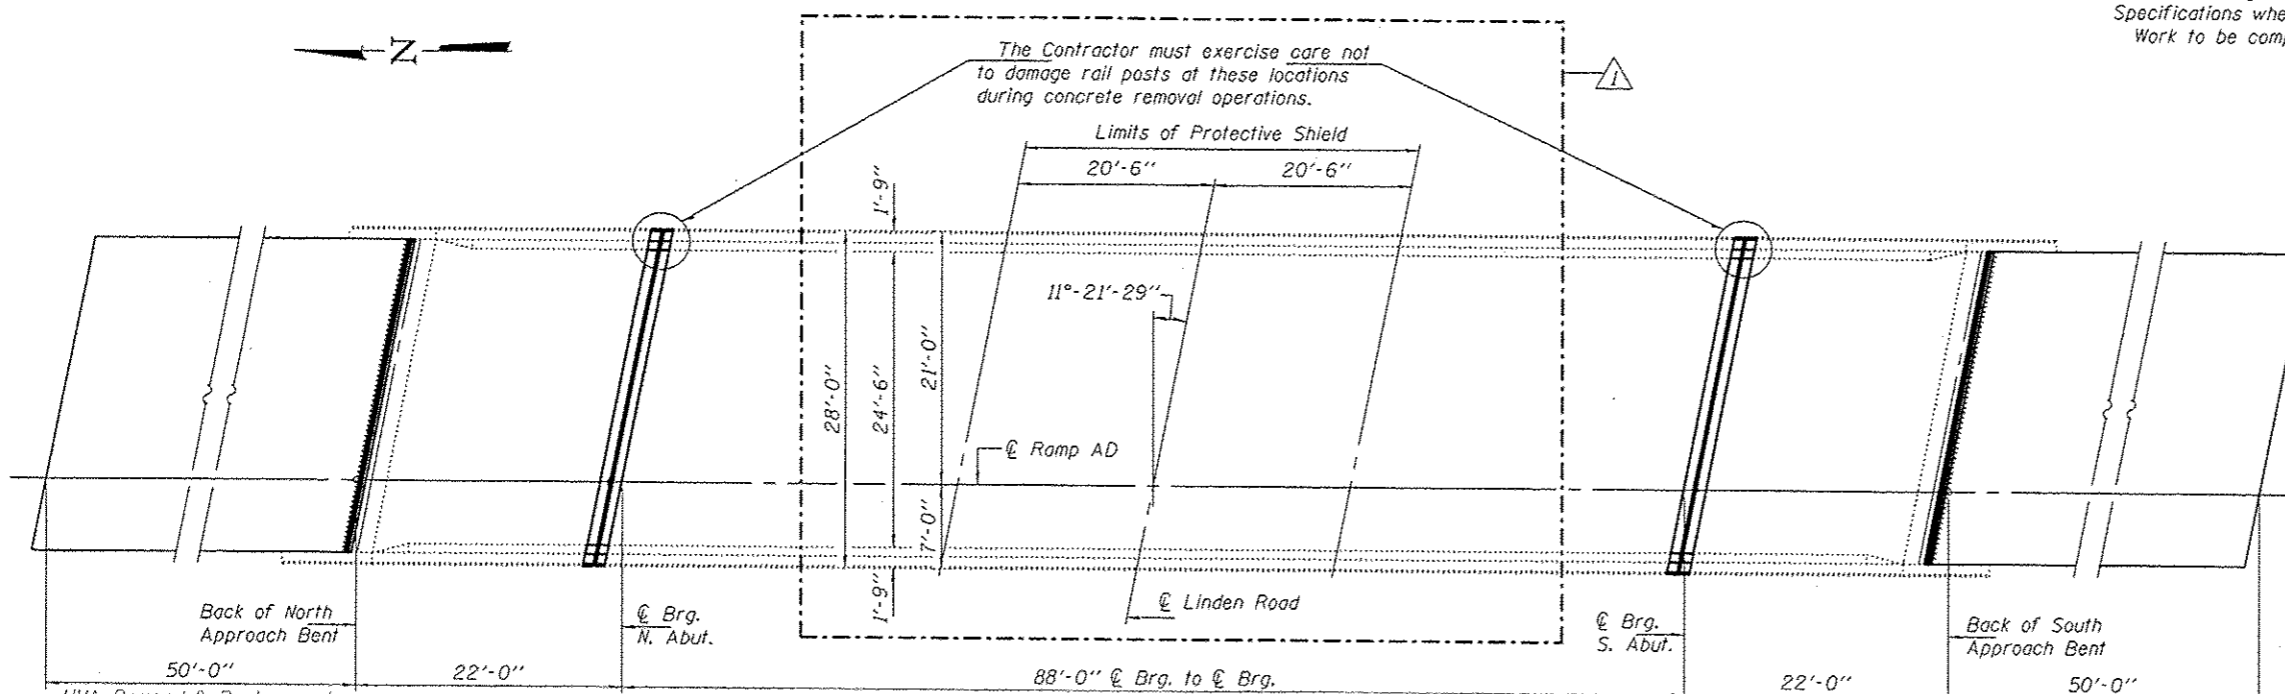 Specifications
Work to be
N
The Contractor must exercise care not
to damage rail posts at these locations
during concrete removal operations.
1
Limits of Protective Shield
20'-6" 20'-6"
1'-9"
11°-21'-29"
28'-0"
24'-6"
21'-0"
7'-0"
1'-9"
℄ Ramp AD
℄ Linden Road
Back of North
Approach Bent
℄ Brg.
N. Abut.
℄ Brg.
S. Abut.
Back of South
Approach Bent
50'-0" 22'-0" 88'-0" ℄ Brg. to ℄ Brg. 22'-0" 50'-0"